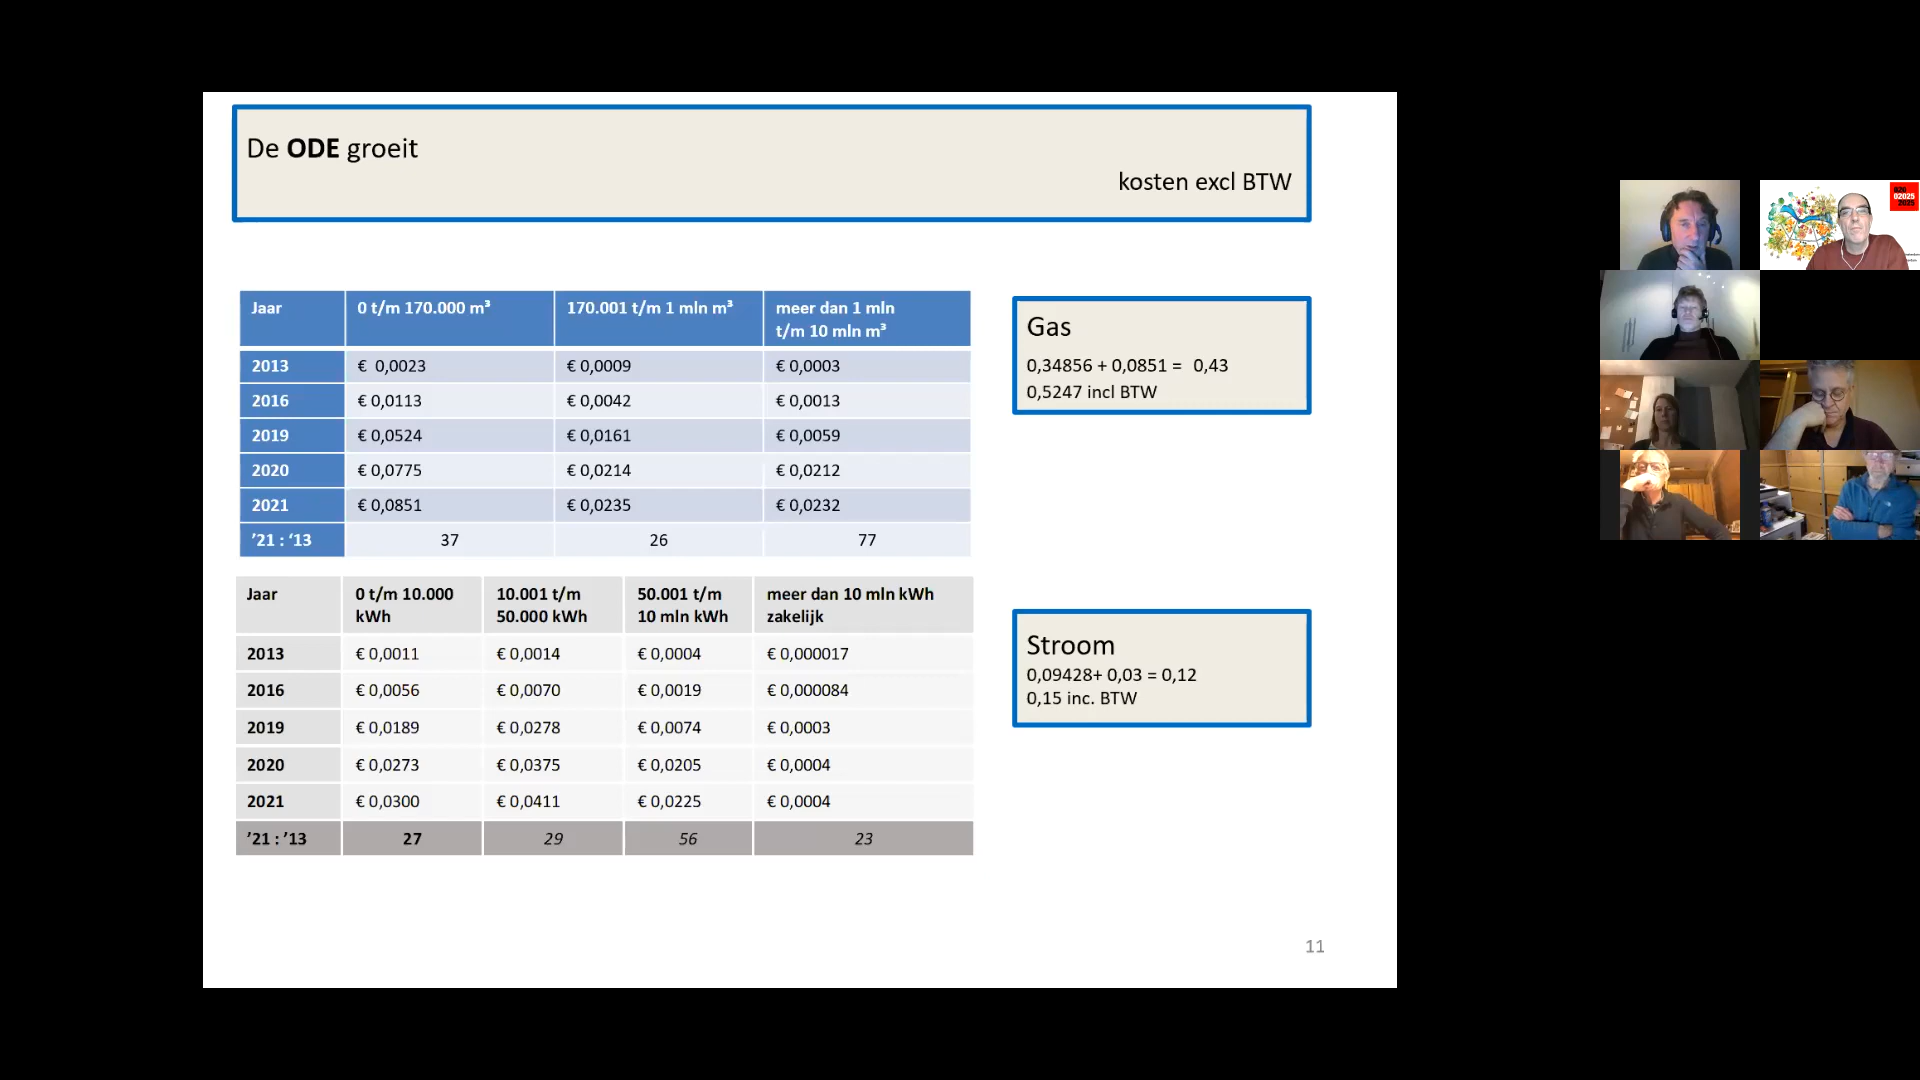 De ODE groeit
kosten excl BTW
Jaar 0 t/m 170.000 m³ 170.001 t/m 1 mln m³ meer dan 1 mln
t/m 10 mln m³
2013 € 0,0023 € 0,0009 € 0,0003
2016 € 0,0113 € 0,0042 € 0,0013
2019 € 0,0524 € 0,0161 € 0,0059
2020 € 0,0775 € 0,0214 € 0,0212
2021 € 0,0851 € 0,0235 € 0,0232
’21 : ‘13 37 26 77
Gas
0,34856 + 0,0851 = 0,43
0,5247 incl BTW
Jaar 0 t/m 10.000 10.001 t/m 50.001 t/m meer dan 10 mln kWh
kWh 50.000 kWh 10 mln kWh zakelijk
2013 € 0,0011 € 0,0014 € 0,0004 € 0,000017
2016 € 0,0056 € 0,0070 € 0,0019 € 0,000084
2019 € 0,0189 € 0,0278 € 0,0074 € 0,0003
2020 € 0,0273 € 0,0375 € 0,0205 € 0,0004
2021 € 0,0300 € 0,0411 € 0,0225 € 0,0004
’21 : ’13 27 29 56 23
Stroom
0,09428+ 0,03 = 0,12
0,15 inc. BTW
11
02025